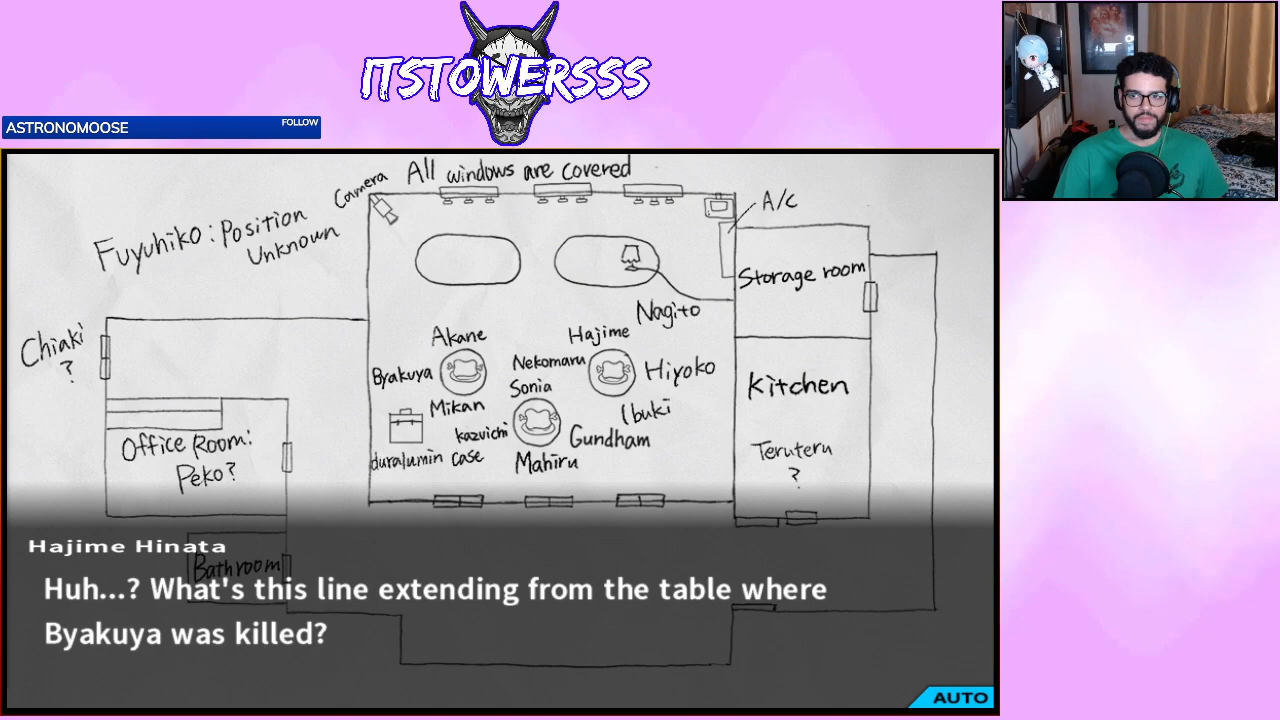 ITSTOWERSSS
ASTRONOMOOSE
FOLLOW
Camera
All windows are covered
A/C
Fuyuhiko: Position
Unknown
Storage room
Nagito
Chiaki
?
Akane
Hajime
Byakuya
Nekomaru
Hiyoko
Sonia
Kitchen
Mikan
Ibuki
kazuichi
Gundham
Office Room:
Peko?
duralumin case
Mahiru
Teruteru
?
Hajime Hinata
Bathroom
Huh...? What's this line extending from the table where
Byakuya was killed?
AUTO